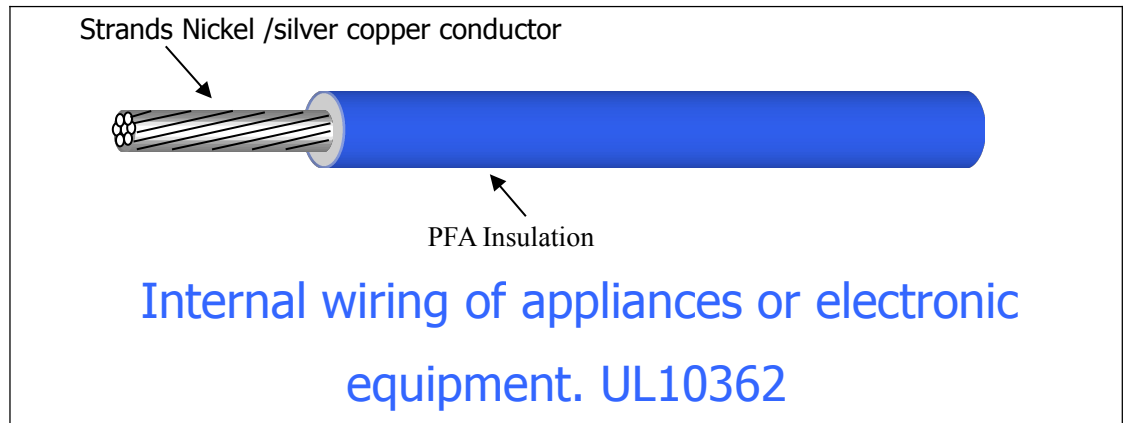 Strands Nickel /silver copper conductor
PFA Insulation
Internal wiring of appliances or electronic
equipment. UL10362